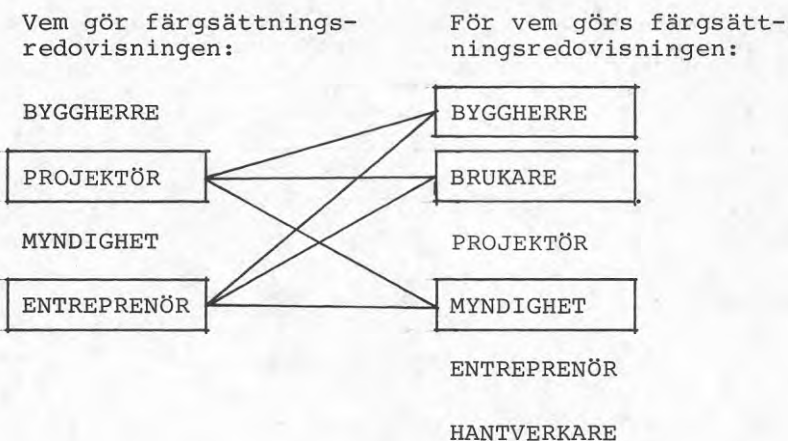 Vem gör färgsättnings-
redovisningen:
BYGGHERRE
PROJEKTÖR
MYNDIGHET
ENTREPRENÖR
För vem görs färgsätt-
ningsredovisningen:
BYGGHERRE
BRUKARE
PROJEKTÖR
MYNDIGHET
ENTREPRENÖR
HANTVERKARE